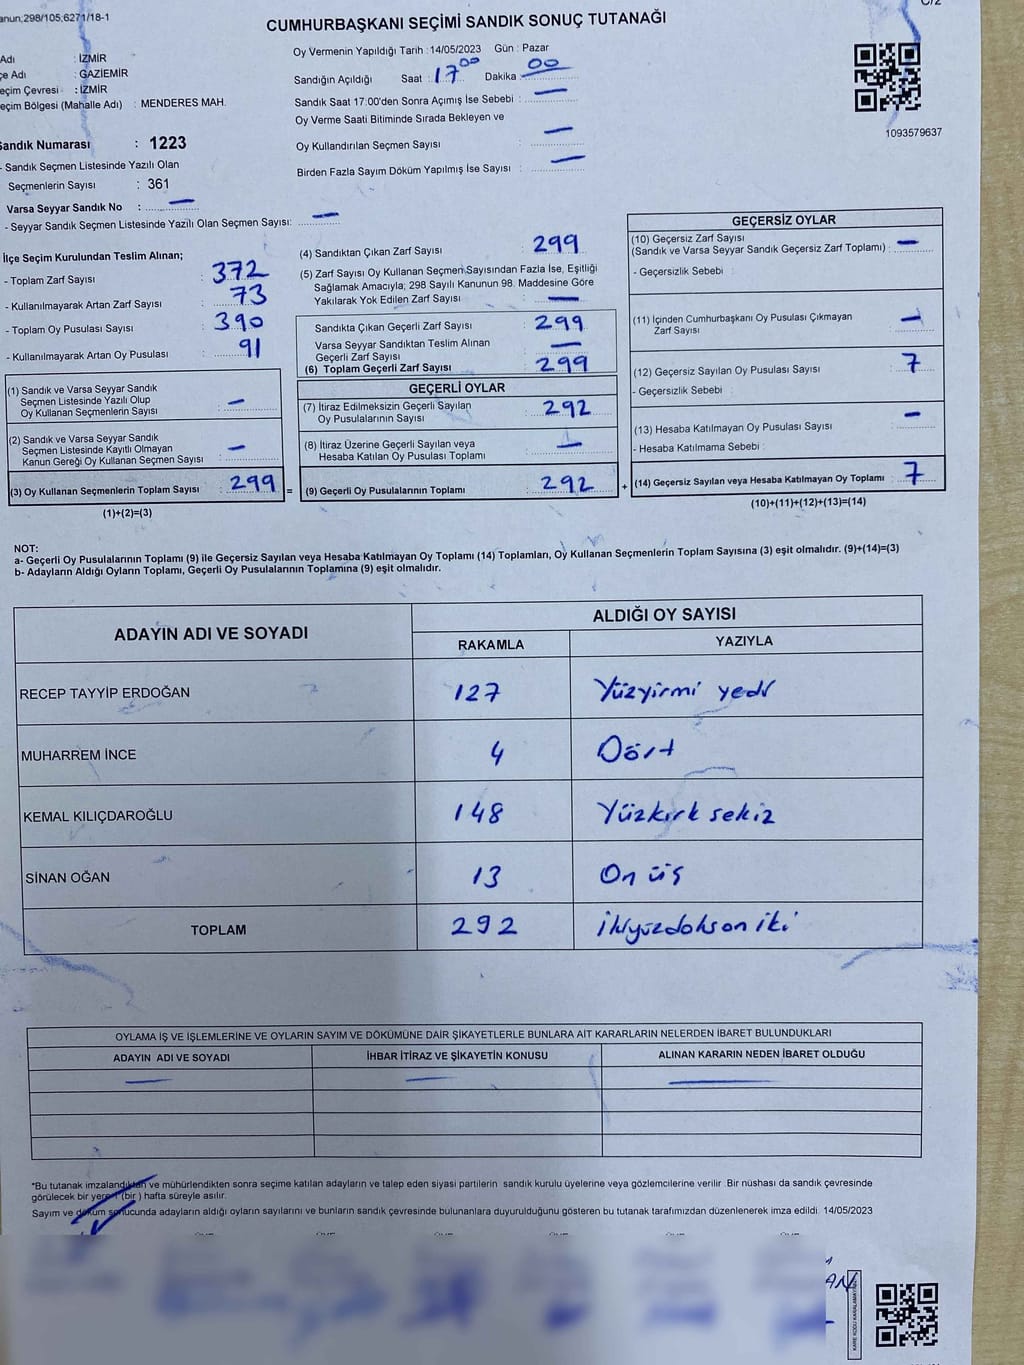 anun;298/105;6271/18-1
C/2
CUMHURBAŞKANI SEÇİMİ SANDIK SONUÇ TUTANAĞI
Adı : İZMİR
çe Adı : GAZİEMİR
eçim Çevresi : İZMİR
eçim Bölgesi (Mahalle Adı) : MENDERES MAH.
Sandık Numarası : 1223
- Sandık Seçmen Listesinde Yazılı Olan
Seçmenlerin Sayısı : 361
Varsa Seyyar Sandık No : —
- Seyyar Sandık Seçmen Listesinde Yazılı Olan Seçmen Sayısı: —
Oy Vermenin Yapıldığı Tarih : 14/05/2023 Gün : Pazar
Sandığın Açıldığı Saat : 17 00 Dakika : 00
Sandık Saat 17:00'den Sonra Açımış İse Sebebi : —
Oy Verme Saati Bitiminde Sırada Bekleyen ve
Oy Kullandırılan Seçmen Sayısı : —
Birden Fazla Sayım Döküm Yapılmış İse Sayısı : —
1093579637
İlçe Seçim Kurulundan Teslim Alınan;
- Toplam Zarf Sayısı : 372
- Kullanılmayarak Artan Zarf Sayısı : 73
- Toplam Oy Pusulası Sayısı : 390
- Kullanılmayarak Artan Oy Pusulası : 91
(1) Sandık ve Varsa Seyyar Sandık
Seçmen Listesinde Yazılı Olup
Oy Kullanan Seçmenlerin Sayısı : —
(2) Sandık ve Varsa Seyyar Sandık
Seçmen Listesinde Kayıtlı Olmayan
Kanun Gereği Oy Kullanan Seçmen Sayısı : —
(3) Oy Kullanan Seçmenlerin Toplam Sayısı : 299 =
(1)+(2)=(3)
(4) Sandıktan Çıkan Zarf Sayısı : 299
(5) Zarf Sayısı Oy Kullanan Seçmen Sayısından Fazla İse, Eşitliği
Sağlamak Amacıyla; 298 Sayılı Kanunun 98. Maddesine Göre
Yakılarak Yok Edilen Zarf Sayısı : —
Sandıkta Çıkan Geçerli Zarf Sayısı : 299
Varsa Seyyar Sandıktan Teslim Alınan
Geçerli Zarf Sayısı : —
(6) Toplam Geçerli Zarf Sayısı : 299
GEÇERLİ OYLAR
(7) İtiraz Edilmeksizin Geçerli Sayılan
Oy Pusulalarının Sayısı : 292
(8) İtiraz Üzerine Geçerli Sayılan veya
Hesaba Katılan Oy Pusulası Toplamı : —
(9) Geçerli Oy Pusulalarının Toplamı : 292 +
GEÇERSİZ OYLAR
(10) Geçersiz Zarf Sayısı
(Sandık ve Varsa Seyyar Sandık Geçersiz Zarf Toplamı) : —
- Geçersizlik Sebebi :
(11) İçinden Cumhurbaşkanı Oy Pusulası Çıkmayan
Zarf Sayısı : —
(12) Geçersiz Sayılan Oy Pusulası Sayısı : 7
- Geçersizlik Sebebi :
(13) Hesaba Katılmayan Oy Pusulası Sayısı : —
- Hesaba Katılmama Sebebi :
(14) Geçersiz Sayılan veya Hesaba Katılmayan Oy Toplamı : 7
(10)+(11)+(12)+(13)=(14)
NOT:
a- Geçerli Oy Pusulalarının Toplamı (9) ile Geçersiz Sayılan veya Hesaba Katılmayan Oy Toplamı (14) Toplamları, Oy Kullanan Seçmenlerin Toplam Sayısına (3) eşit olmalıdır. (9)+(14)=(3)
b- Adayların Aldığı Oyların Toplamı, Geçerli Oy Pusulalarının Toplamına (9) eşit olmalıdır.
ADAYIN ADI VE SOYADI ALDIĞI OY SAYISI
RAKAMLA YAZIYLA
RECEP TAYYİP ERDOĞAN 127 Yüzyirmi yedi
MUHARREM İNCE 4 Dört
KEMAL KILIÇDAROĞLU 148 Yüzkırk sekiz
SİNAN OĞAN 13 On üş
TOPLAM 292 ikiyüzdokson iki
OYLAMA İŞ VE İŞLEMLERİNE VE OYLARIN SAYIM VE DÖKÜMÜNE DAİR ŞİKAYETLERLE BUNLARA AİT KARARLARIN NELERDEN İBARET BULUNDUKLARI
ADAYIN ADI VE SOYADI İHBAR İTİRAZ VE ŞİKAYETİN KONUSU ALINAN KARARIN NEDEN İBARET OLDUĞU
— — —
*Bu tutanak imzalandıktan ve mühürlendikten sonra seçime katılan adayların ve talep eden siyasi partilerin sandık kurulu üyelerine veya gözlemcilerine verilir. Bir nüshası da sandık çevresinde
görülecek bir yere 1 (bir ) hafta süreyle asılır.
Sayım ve döküm sonucunda adayların aldığı oyların sayılarını ve bunların sandık çevresinde bulunanlara duyurulduğunu gösteren bu tutanak tarafımızdan düzenlenerek imza edildi. 14/05/2023